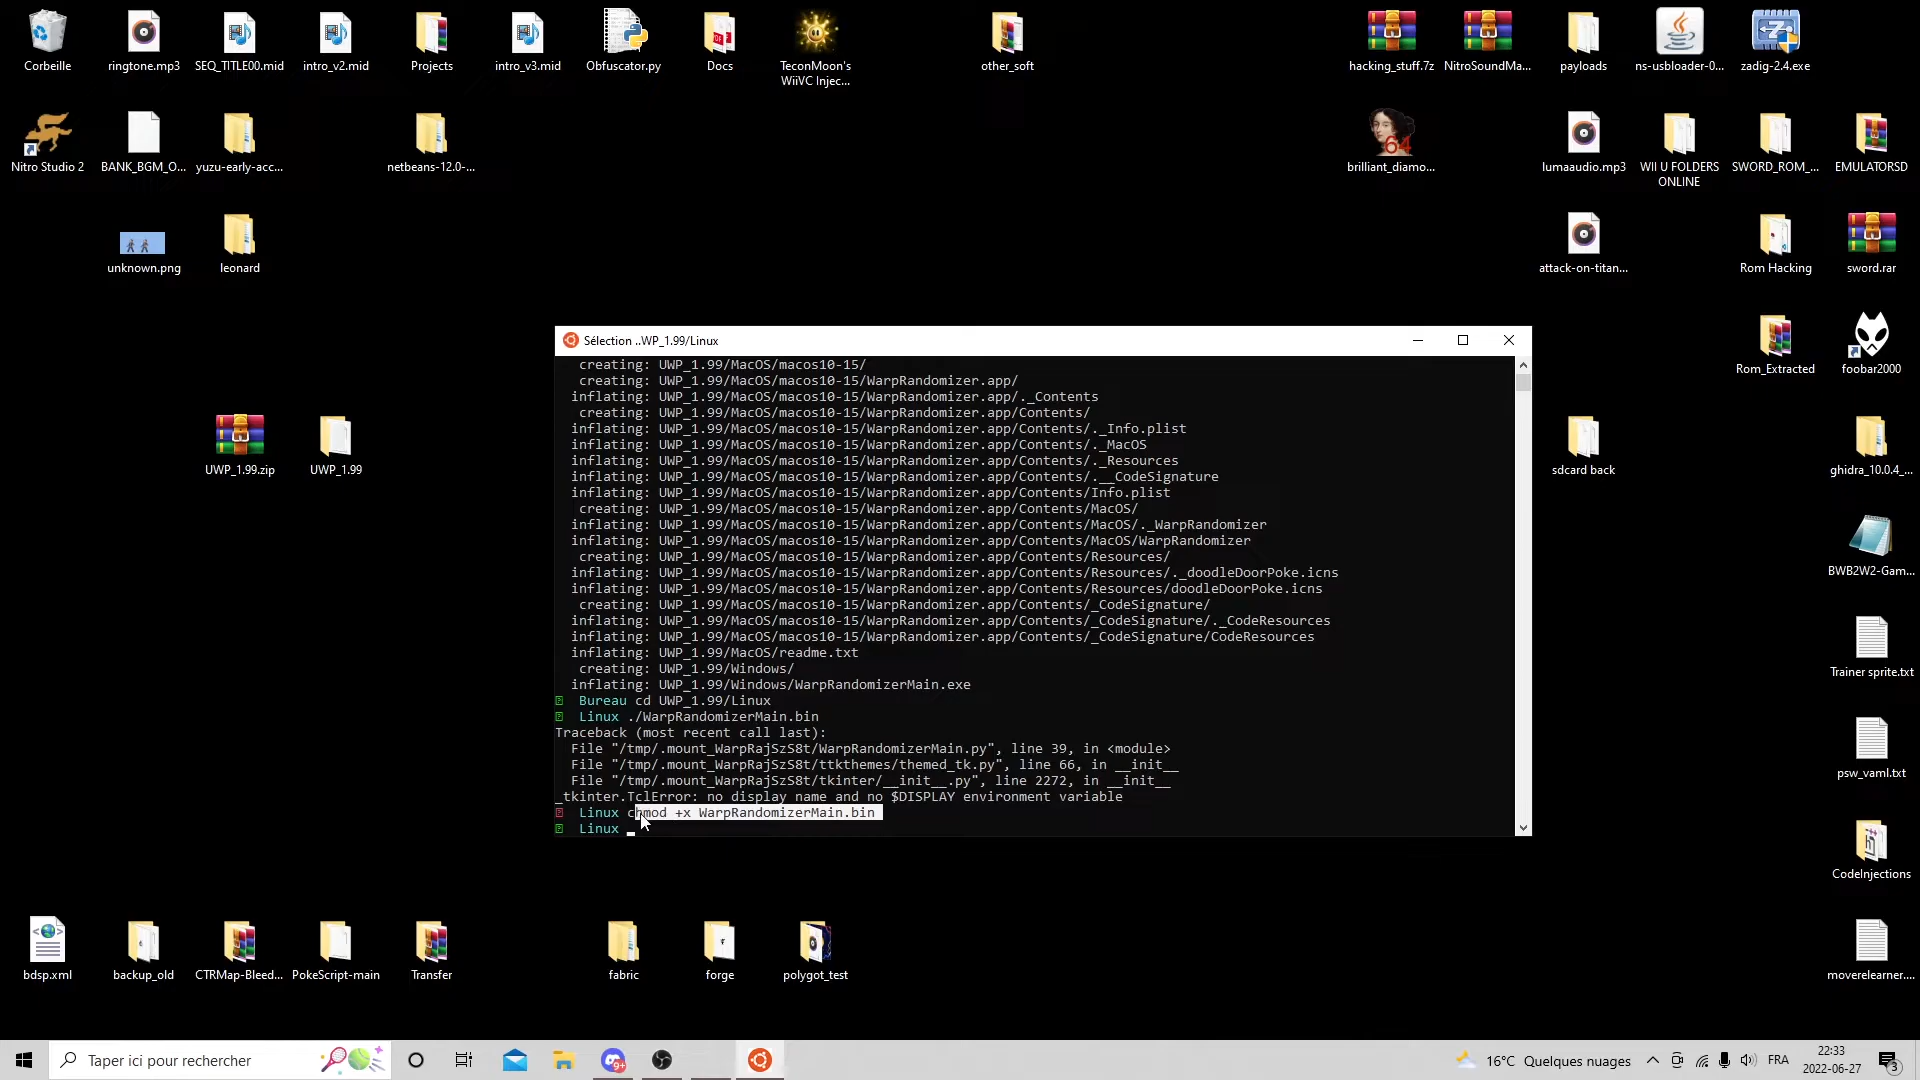 Corbeille
ringtone.mp3
SEQ_TITLE00.mid
intro_v2.mid
Projects
intro_v3.mid
Obfuscator.py
Docs
TeconMoon's
WiiVC Injec...
other_soft
hacking_stuff.7z
NitroSoundMa...
payloads
ns-usbloader-0...
zadig-2.4.exe
Nitro Studio 2
BANK_BGM_O...
yuzu-early-acc...
netbeans-12.0-...
64
brilliant_diamo...
lumaaudio.mp3
WII U FOLDERS
ONLINE
SWORD_ROM_...
EMULATORSD
unknown.png
leonard
attack-on-titan...
Rom Hacking
sword.rar
Rom_Extracted
foobar2000
UWP_1.99.zip
UWP_1.99
sdcard back
ghidra_10.0.4_...
BWB2W2-Gam...
Trainer sprite.txt
psw_vaml.txt
CodeInjections
Sélection ..WP_1.99/Linux
creating: UWP_1.99/MacOS/macos10-15/
creating: UWP_1.99/MacOS/macos10-15/WarpRandomizer.app/
inflating: UWP_1.99/MacOS/macos10-15/WarpRandomizer.app/._Contents
creating: UWP_1.99/MacOS/macos10-15/WarpRandomizer.app/Contents/
inflating: UWP_1.99/MacOS/macos10-15/WarpRandomizer.app/Contents/._Info.plist
inflating: UWP_1.99/MacOS/macos10-15/WarpRandomizer.app/Contents/._MacOS
inflating: UWP_1.99/MacOS/macos10-15/WarpRandomizer.app/Contents/._Resources
inflating: UWP_1.99/MacOS/macos10-15/WarpRandomizer.app/Contents/.__CodeSignature
inflating: UWP_1.99/MacOS/macos10-15/WarpRandomizer.app/Contents/Info.plist
creating: UWP_1.99/MacOS/macos10-15/WarpRandomizer.app/Contents/MacOS/
inflating: UWP_1.99/MacOS/macos10-15/WarpRandomizer.app/Contents/MacOS/._WarpRandomizer
inflating: UWP_1.99/MacOS/macos10-15/WarpRandomizer.app/Contents/MacOS/WarpRandomizer
creating: UWP_1.99/MacOS/macos10-15/WarpRandomizer.app/Contents/Resources/
inflating: UWP_1.99/MacOS/macos10-15/WarpRandomizer.app/Contents/Resources/._doodleDoorPoke.icns
inflating: UWP_1.99/MacOS/macos10-15/WarpRandomizer.app/Contents/Resources/doodleDoorPoke.icns
creating: UWP_1.99/MacOS/macos10-15/WarpRandomizer.app/Contents/_CodeSignature/
inflating: UWP_1.99/MacOS/macos10-15/WarpRandomizer.app/Contents/_CodeSignature/._CodeResources
inflating: UWP_1.99/MacOS/macos10-15/WarpRandomizer.app/Contents/_CodeSignature/CodeResources
inflating: UWP_1.99/MacOS/readme.txt
creating: UWP_1.99/Windows/
inflating: UWP_1.99/Windows/WarpRandomizerMain.exe
Bureau cd UWP_1.99/Linux
Linux ./WarpRandomizerMain.bin
Traceback (most recent call last):
File "/tmp/.mount_WarpRajSzS8t/WarpRandomizerMain.py", line 39, in <module>
File "/tmp/.mount_WarpRajSzS8t/ttkthemes/themed_tk.py", line 66, in __init__
File "/tmp/.mount_WarpRajSzS8t/tkinter/__init__.py", line 2272, in __init__
_tkinter.TclError: no display name and no $DISPLAY environment variable
Linux chmod +x WarpRandomizerMain.bin
Linux
bdsp.xml
backup_old
CTRMap-Bleed...
PokeScript-main
Transfer
fabric
forge
polygot_test
moverelearner....
Taper ici pour rechercher
9+
16°C Quelques nuages
FRA
22:33
2022-06-27
3